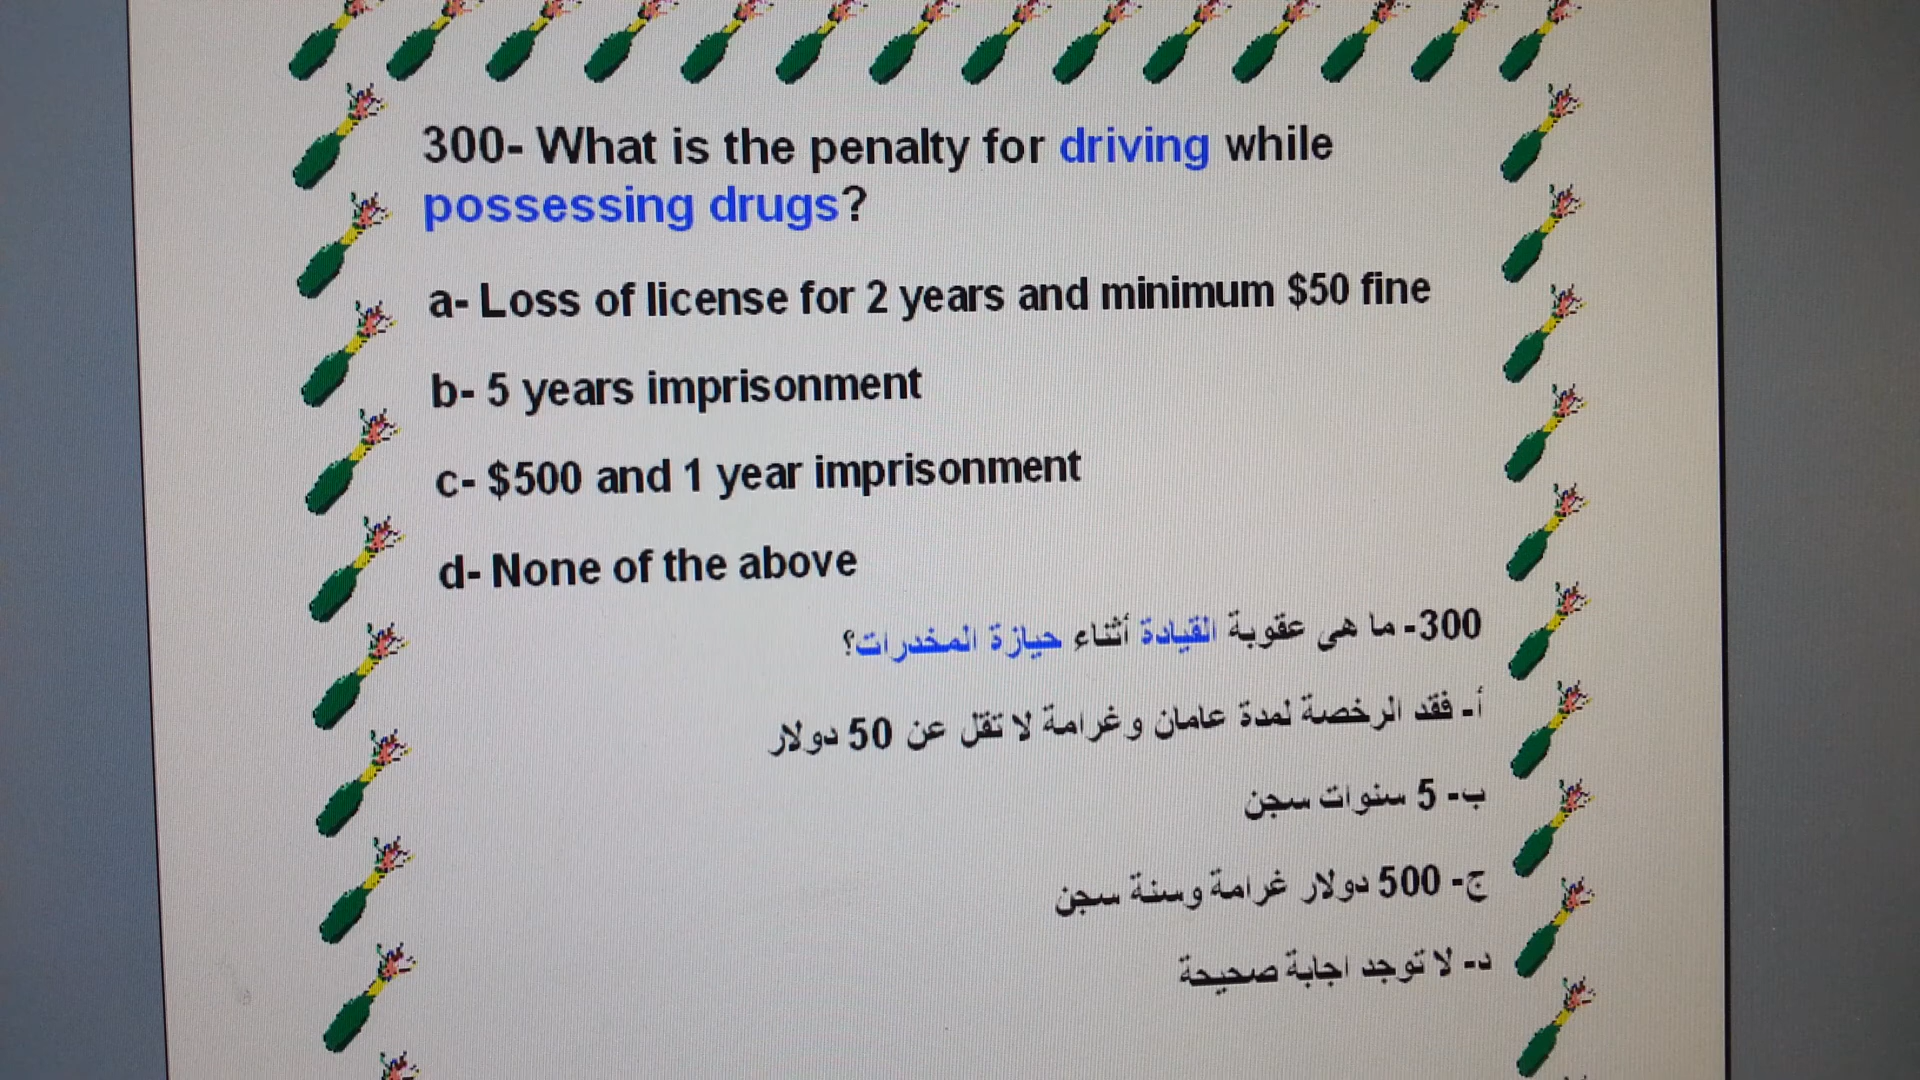 300- What is the penalty for driving while
possessing drugs?
a- Loss of license for 2 years and minimum $50 fine
b- 5 years imprisonment
c- $500 and 1 year imprisonment
d- None of the above
300- ما هى عقوبة القيادة أثناء حيازة المخدرات؟
أ- فقد الرخصة لمدة عامان وغرامة لا تقل عن 50 دولار
ب- 5 سنوات سجن
ج- 500 دولار غرامة وسنة سجن
د- لا توجد اجابة صحيحة